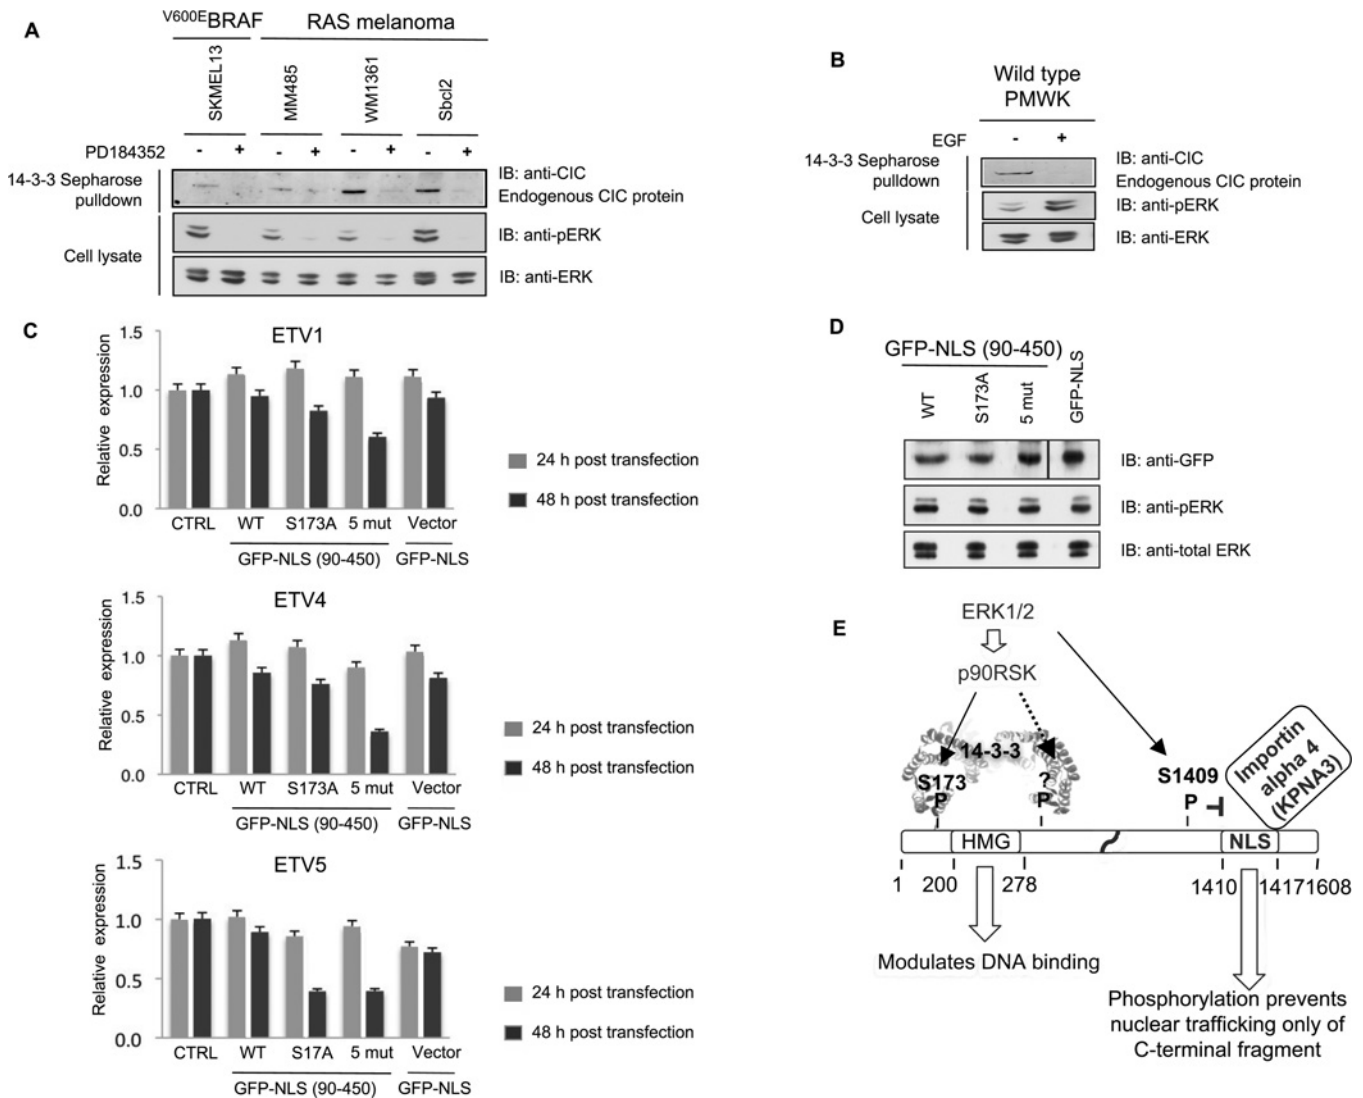 A
V600E BRAF
RAS melanoma
SKMEL13
MM485
WM1361
Sbcl2
PD184352
- + - + - + - +
14-3-3 Sepharose
pulldown
IB: anti-CIC
Endogenous CIC protein
Cell lysate
IB: anti-pERK
IB: anti-ERK
B
Wild type
PMWK
EGF
- +
14-3-3 Sepharose
pulldown
IB: anti-CIC
Endogenous CIC protein
Cell lysate
IB: anti-pERK
IB: anti-ERK
C
ETV1
Relative expression
1.5
1.0
0.5
0.0
CTRL WT S173A 5 mut Vector
GFP-NLS (90-450) GFP-NLS
24 h post transfection
48 h post transfection
ETV4
Relative expression
1.5
1.0
0.5
0.0
CTRL WT S173A 5 mut Vector
GFP-NLS (90-450) GFP-NLS
24 h post transfection
48 h post transfection
ETV5
Relative expression
1.5
1.0
0.5
0.0
CTRL WT S17A 5 mut Vector
GFP-NLS (90-450) GFP-NLS
24 h post transfection
48 h post transfection
D
GFP-NLS (90-450)
WT
S173A
5 mut
GFP-NLS
IB: anti-GFP
IB: anti-pERK
IB: anti-total ERK
E
ERK1/2
p90RSK
14-3-3
S173
P
?
P
S1409
P
Importin
alpha 4
(KPNA3)
HMG
NLS
1 200 278 1410 1417 1608
Modulates DNA binding
Phosphorylation prevents
nuclear trafficking only of
C-terminal fragment